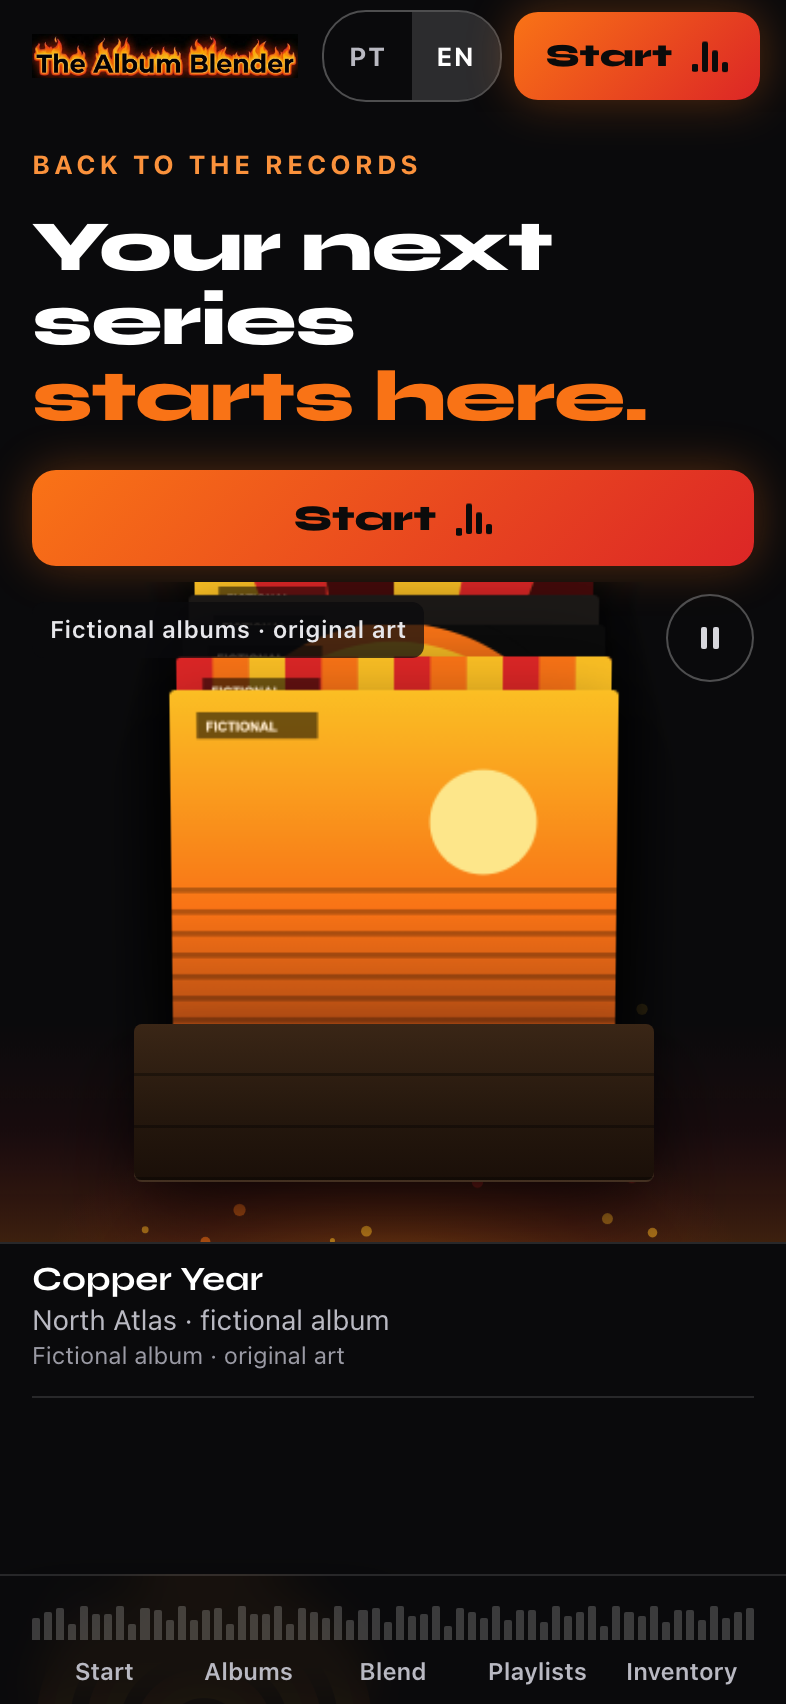 The Album Blender
PT
EN
Start
BACK TO THE RECORDS
Your next
series
starts here.
Start
Fictional albums · original art
FICTIONAL
FICTIONAL
Copper Year
North Atlas · fictional album
Fictional album · original art
Start
Albums
Blend
Playlists
Inventory